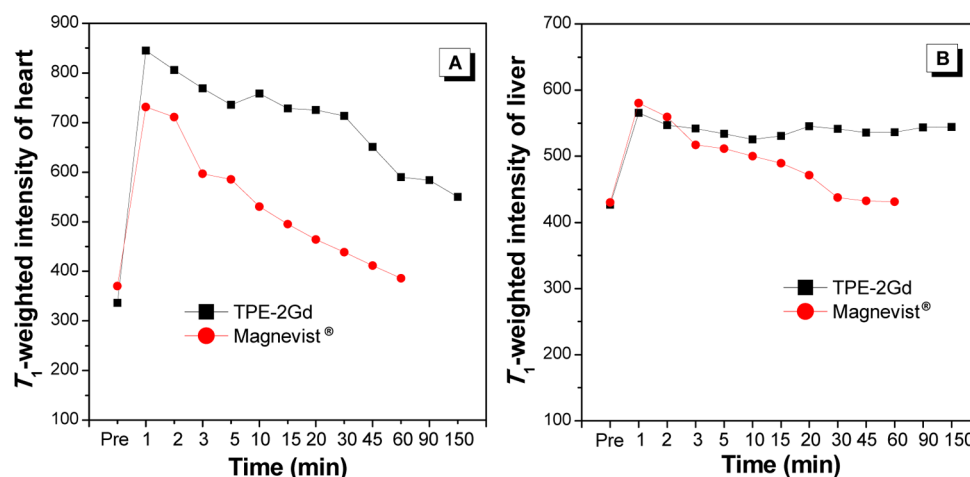 A
T1-weighted intensity of heart
900
800
700
600
500
400
300
200
100
TPE-2Gd
Magnevist®
Pre 1 2 3 5 10 15 20 30 45 60 90 150
Time (min)
B
T1-weighted intensity of liver
700
600
500
400
300
200
100
TPE-2Gd
Magnevist®
Pre 1 2 3 5 10 15 20 30 45 60 90 150
Time (min)